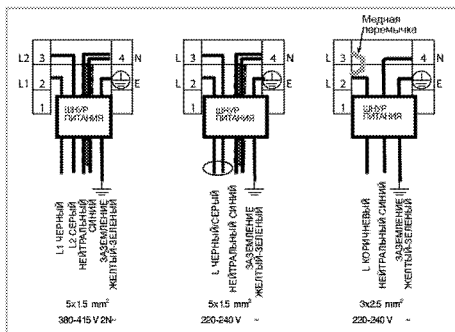 Медная
перемычка
L2 3 4 N
L1 2 E
1
ШНУР
ПИТАНИЯ
L1 ЧЕРНЫЙ
L2 СЕРЫЙ
НЕЙТРАЛЬНЫЙ
СИНИЙ
ЗАЗЕМЛЕНИЕ
ЖЕЛТЫЙ-ЗЕЛЕНЫЙ
5x1.5 mm²
380-415 V 2N~
L 3 4 N
L 2 E
1
ШНУР
ПИТАНИЯ
L ЧЕРНЫЙ/СЕРЫЙ
НЕЙТРАЛЬНЫЙ СИНИЙ
ЗАЗЕМЛЕНИЕ
ЖЕЛТЫЙ-ЗЕЛЕНЫЙ
5x1.5 mm²
220-240 V ~
L 3 4 N
L 2 E
1
ШНУР
ПИТАНИЯ
L КОРИЧНЕВЫЙ
НЕЙТРАЛЬНЫЙ СИНИЙ
ЗАЗЕМЛЕНИЕ
ЖЕЛТЫЙ-ЗЕЛЕНЫЙ
3x2.5 mm²
220-240 V ~